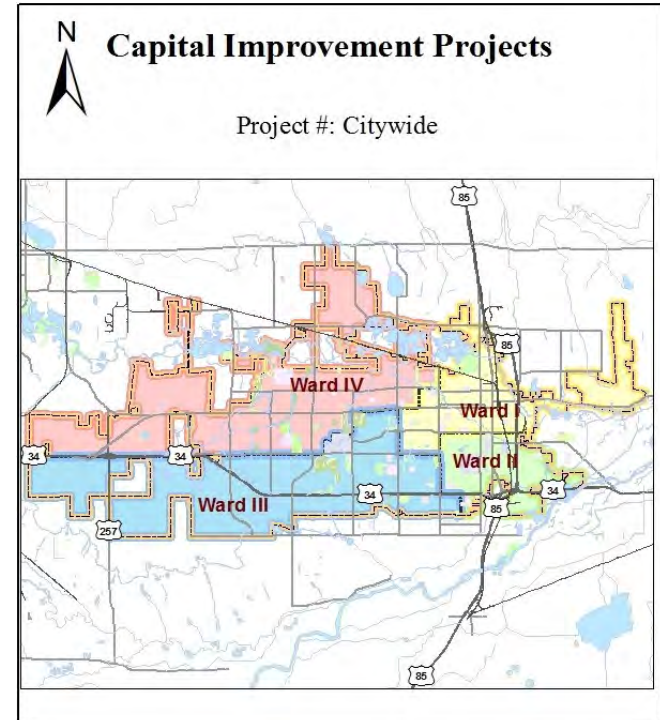 N
Capital Improvement Projects
Project #: Citywide
85
85
Ward IV
Ward I
34
34
Ward II
34
34
Ward III
85
257
85